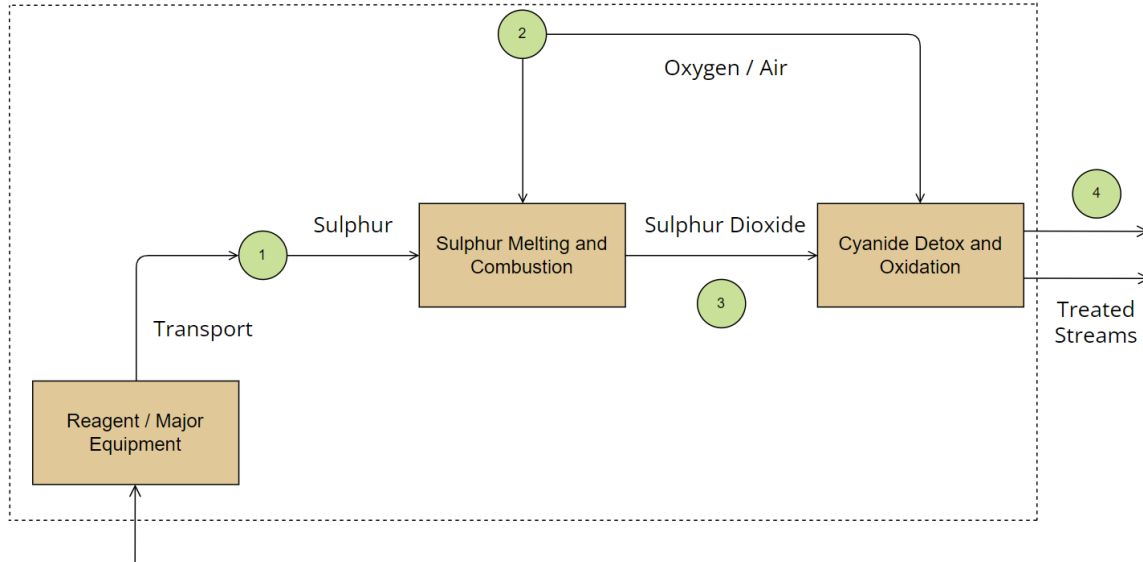 2
Oxygen / Air
4
Sulphur
Sulphur Melting and
Combustion
Sulphur Dioxide
Cyanide Detox and
Oxidation
1
3
Transport
Treated
Streams
Reagent / Major
Equipment